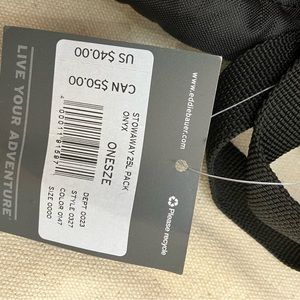 LIVE YOUR ADVENTURE
US $40.00
CAN $50.00
STOWAWAY 25L PACK
ONYX
ONESZE
DEPT 0223
STYLE 0327
COLOR 0147
SIZE 0000
www.eddiebauer.com
Please recycle